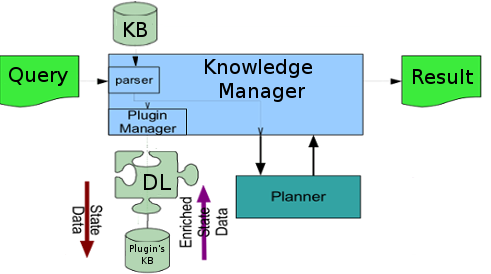 KB
Query
parser
Knowledge
Manager
Result
Plugin
Manager
DL
Planner
State
Data
Enriched
State
Data
Plugin's
KB